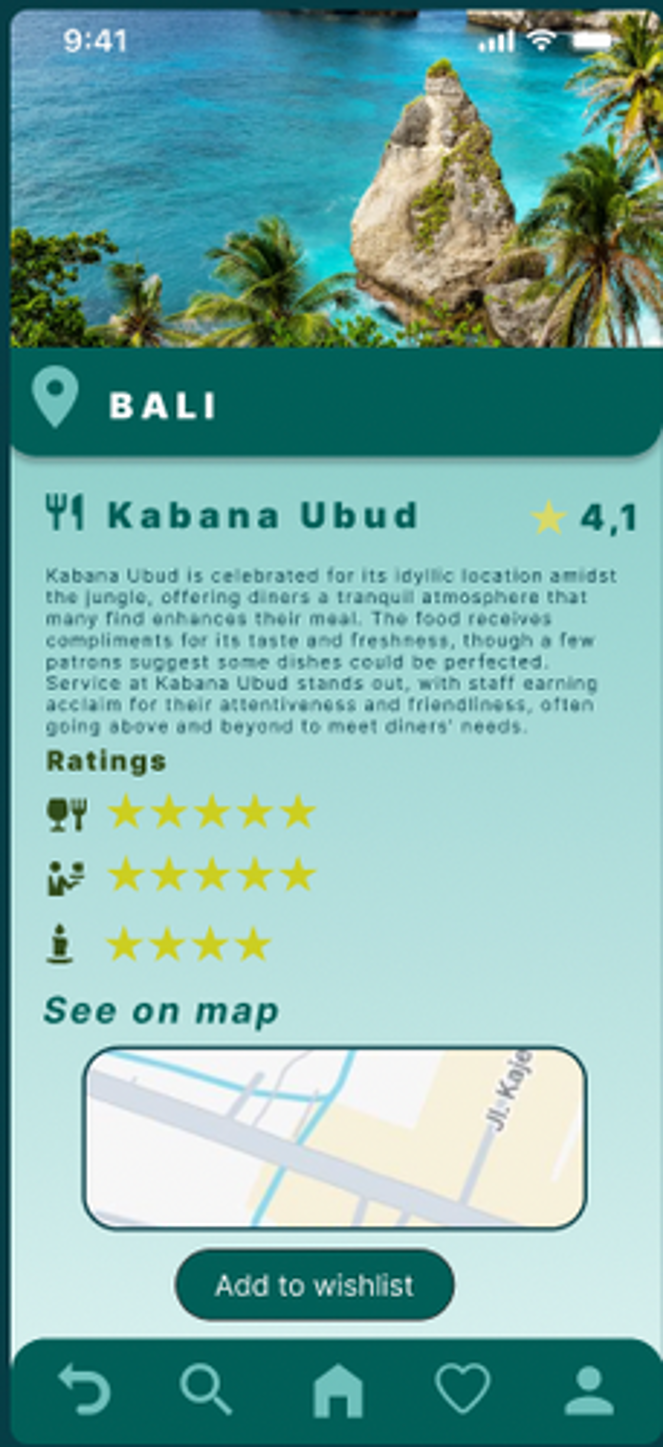 9:41
BALI
Kabana Ubud 4,1
Kabana Ubud is celebrated for its idyllic location amidst
the jungle, offering diners a tranquil atmosphere that
many find enhances their meal. The food receives
compliments for its taste and freshness, though a few
patrons suggest some dishes could be perfected.
Service at Kabana Ubud stands out, with staff earning
acclaim for their attentiveness and friendliness, often
going above and beyond to meet diners' needs.
Ratings
See on map
Jl. Kaje
Add to wishlist